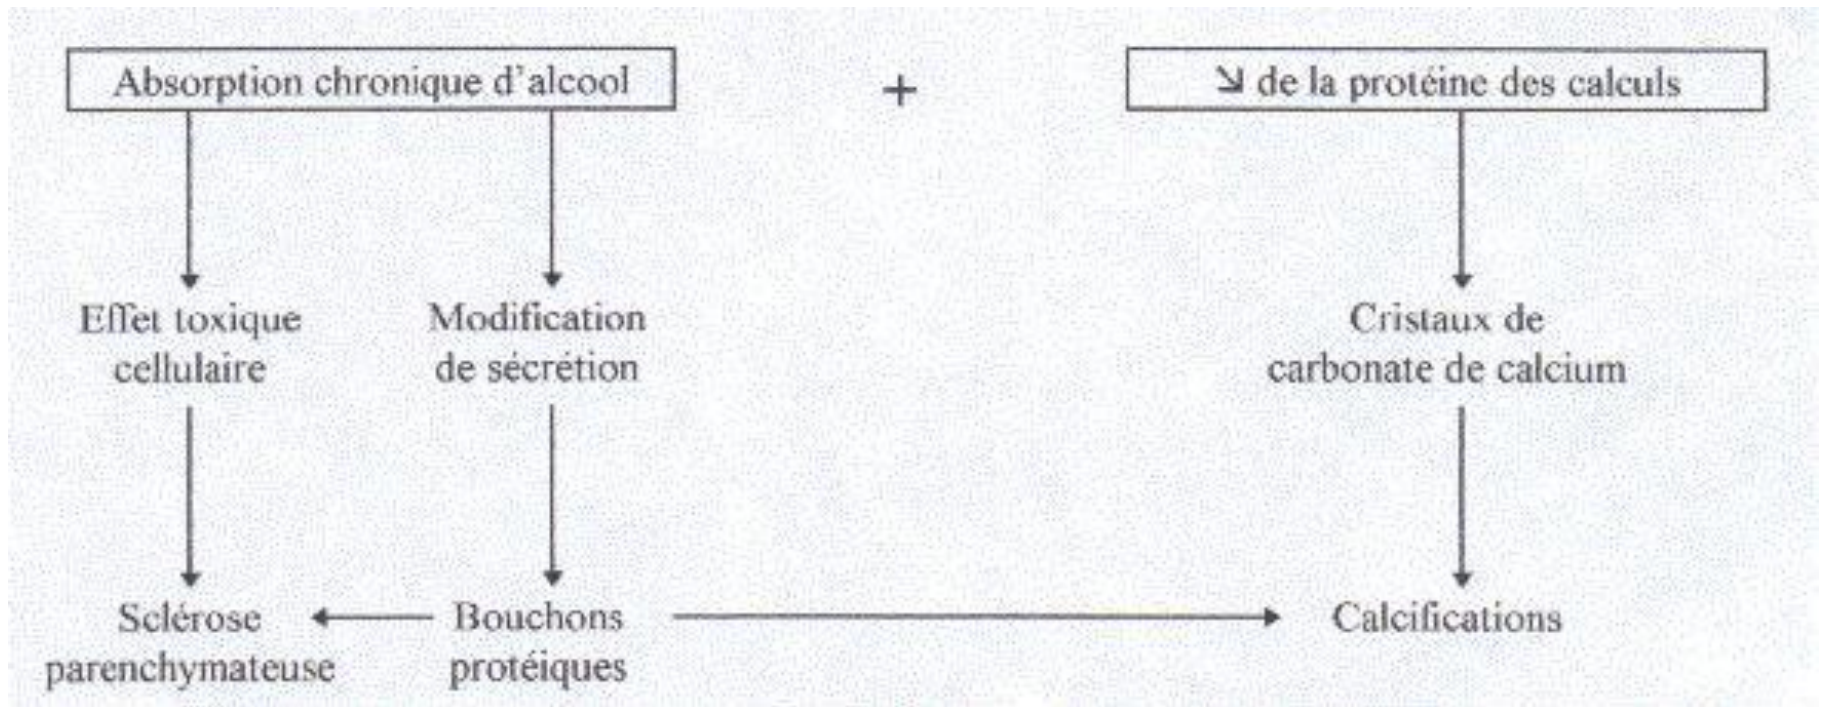 Absorption chronique d'alcool
+
↘ de la protéine des calculs
Effet toxique
cellulaire
Modification
de sécrétion
Cristaux de
carbonate de calcium
Sclérose
parenchymateuse
Bouchons
protéiques
Calcifications